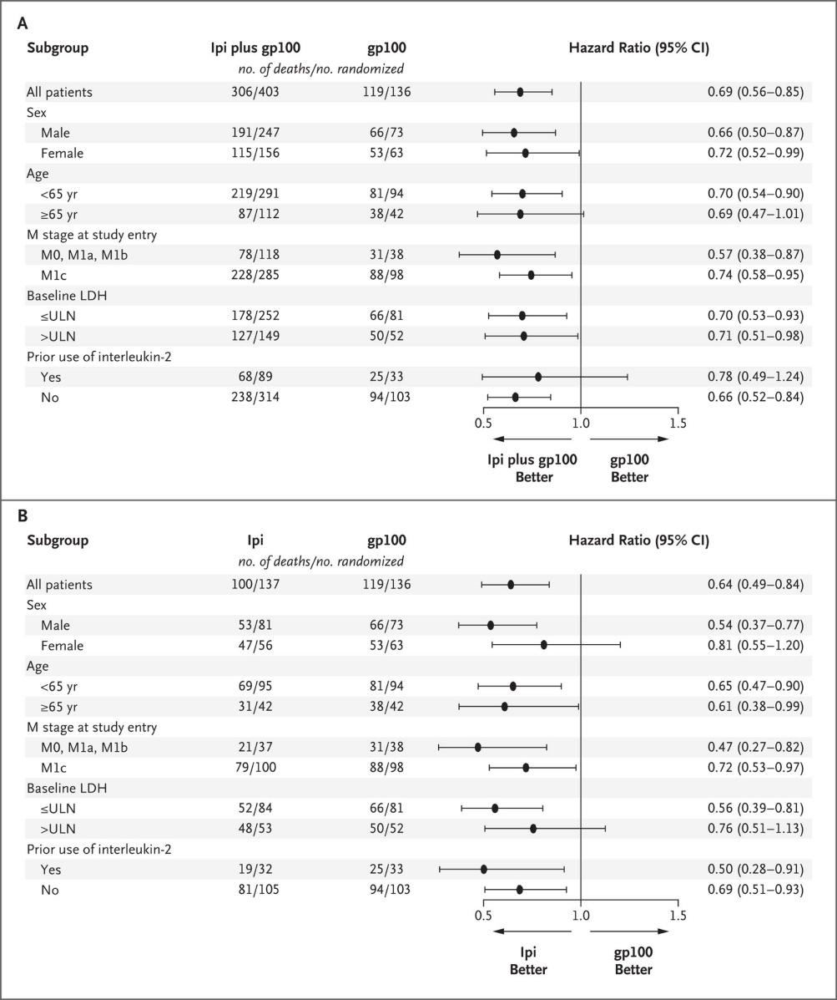 A
Subgroup Ipi plus gp100 gp100 Hazard Ratio (95% CI)
no. of deaths/no. randomized
All patients 306/403 119/136 0.69 (0.56–0.85)
Sex
Male 191/247 66/73 0.66 (0.50–0.87)
Female 115/156 53/63 0.72 (0.52–0.99)
Age
<65 yr 219/291 81/94 0.70 (0.54–0.90)
≥65 yr 87/112 38/42 0.69 (0.47–1.01)
M stage at study entry
M0, M1a, M1b 78/118 31/38 0.57 (0.38–0.87)
M1c 228/285 88/98 0.74 (0.58–0.95)
Baseline LDH
≤ULN 178/252 66/81 0.70 (0.53–0.93)
>ULN 127/149 50/52 0.71 (0.51–0.98)
Prior use of interleukin-2
Yes 68/89 25/33 0.78 (0.49–1.24)
No 238/314 94/103 0.66 (0.52–0.84)
0.5 1.0 1.5
Ipi plus gp100 gp100
Better Better
B
Subgroup Ipi gp100 Hazard Ratio (95% CI)
no. of deaths/no. randomized
All patients 100/137 119/136 0.64 (0.49–0.84)
Sex
Male 53/81 66/73 0.54 (0.37–0.77)
Female 47/56 53/63 0.81 (0.55–1.20)
Age
<65 yr 69/95 81/94 0.65 (0.47–0.90)
≥65 yr 31/42 38/42 0.61 (0.38–0.99)
M stage at study entry
M0, M1a, M1b 21/37 31/38 0.47 (0.27–0.82)
M1c 79/100 88/98 0.72 (0.53–0.97)
Baseline LDH
≤ULN 52/84 66/81 0.56 (0.39–0.81)
>ULN 48/53 50/52 0.76 (0.51–1.13)
Prior use of interleukin-2
Yes 19/32 25/33 0.50 (0.28–0.91)
No 81/105 94/103 0.69 (0.51–0.93)
0.5 1.0 1.5
Ipi gp100
Better Better